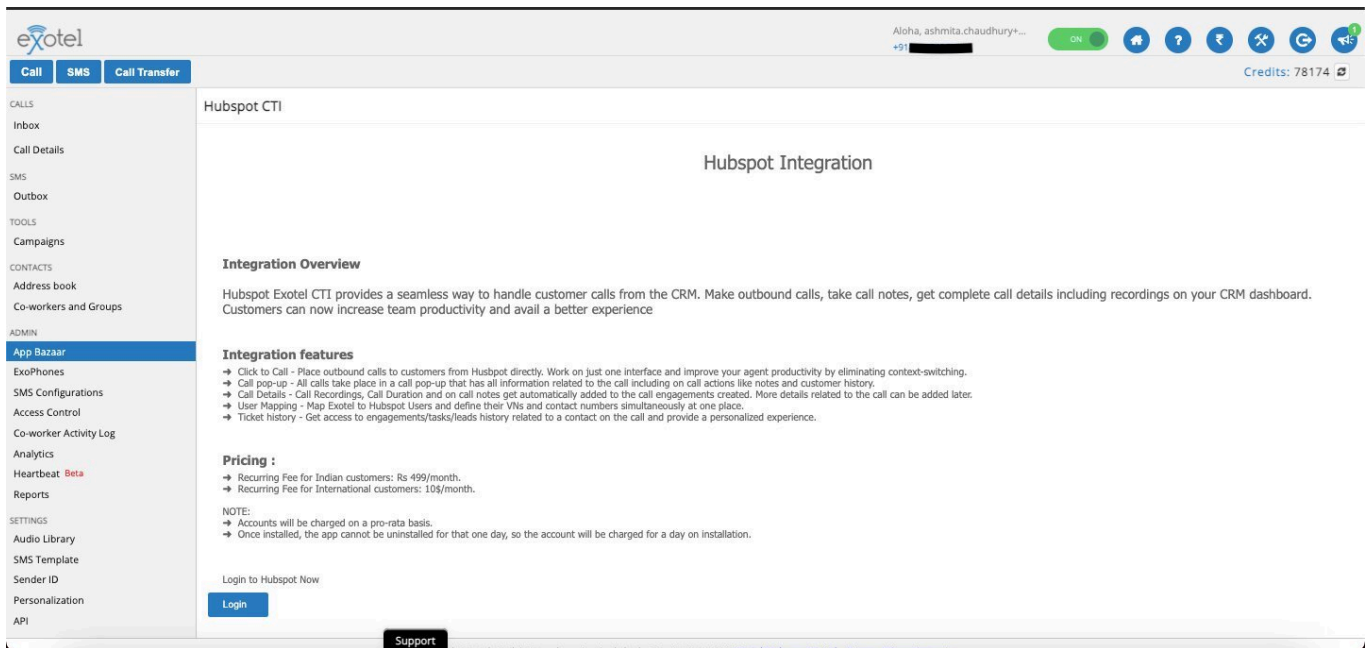 exotel
Aloha, ashmita.chaudhury+...
+91
ON
?
₹
1
Call
SMS
Call Transfer
Credits: 78174
CALLS
Inbox
Call Details
SMS
Outbox
TOOLS
Campaigns
CONTACTS
Address book
Co-workers and Groups
ADMIN
App Bazaar
ExoPhones
SMS Configurations
Access Control
Co-worker Activity Log
Analytics
Heartbeat Beta
Reports
SETTINGS
Audio Library
SMS Template
Sender ID
Personalization
API
Hubspot CTI
Hubspot Integration
Integration Overview
Hubspot Exotel CTI provides a seamless way to handle customer calls from the CRM. Make outbound calls, take call notes, get complete call details including recordings on your CRM dashboard.
Customers can now increase team productivity and avail a better experience
Integration features
➔ Click to Call - Place outbound calls to customers from Husbpot directly. Work on just one interface and improve your agent productivity by eliminating context-switching.
➔ Call pop-up - All calls take place in a call pop-up that has all information related to the call including on call actions like notes and customer history.
➔ Call Details - Call Recordings, Call Duration and on call notes get automatically added to the call engagements created. More details related to the call can be added later.
➔ User Mapping - Map Exotel to Hubspot Users and define their VNs and contact numbers simultaneously at one place.
➔ Ticket history - Get access to engagements/tasks/leads history related to a contact on the call and provide a personalized experience.
Pricing :
➔ Recurring Fee for Indian customers: Rs 499/month.
➔ Recurring Fee for International customers: 10$/month.
NOTE:
➔ Accounts will be charged on a pro-rata basis.
➔ Once installed, the app cannot be uninstalled for that one day, so the account will be charged for a day on installation.
Login to Hubspot Now
Login
Support